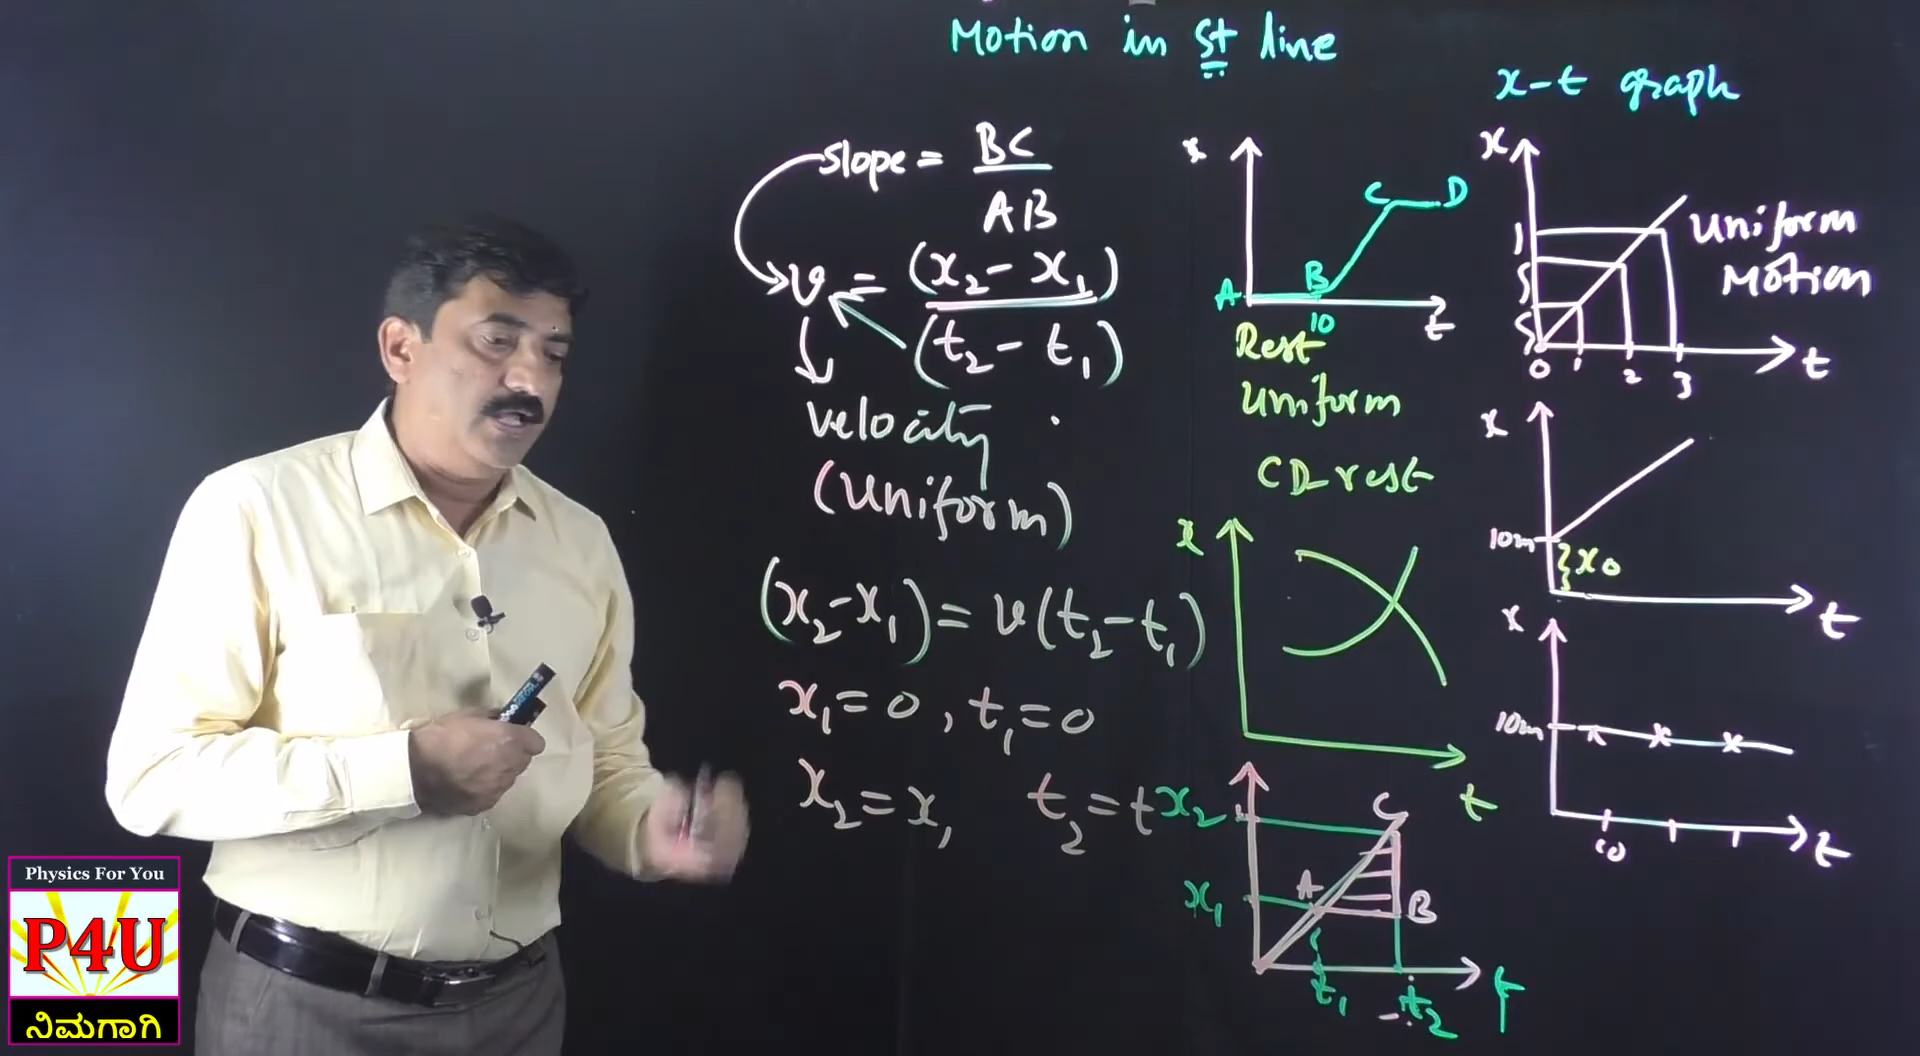 Motion in st line
x-t graph
slope = BC
AB
v = (x₂ - x₁)
(t₂ - t₁)
velocity
(Uniform)
(x₂-x₁) = v(t₂-t₁)
x₁ = 0, t₁ = 0
x₂ = x, t₂ = t
x
C D
A B
10 t
Rest
Uniform
CD-rest
x
t
x₂ C
x₁ A B
t₁ t₂ t
x
Uniform
Motion
5
5
0 1 2 3 t
x
10m
x₀
t
x
10m
10 t
Physics For You
P4U
ನಿಮಗಾಗಿ